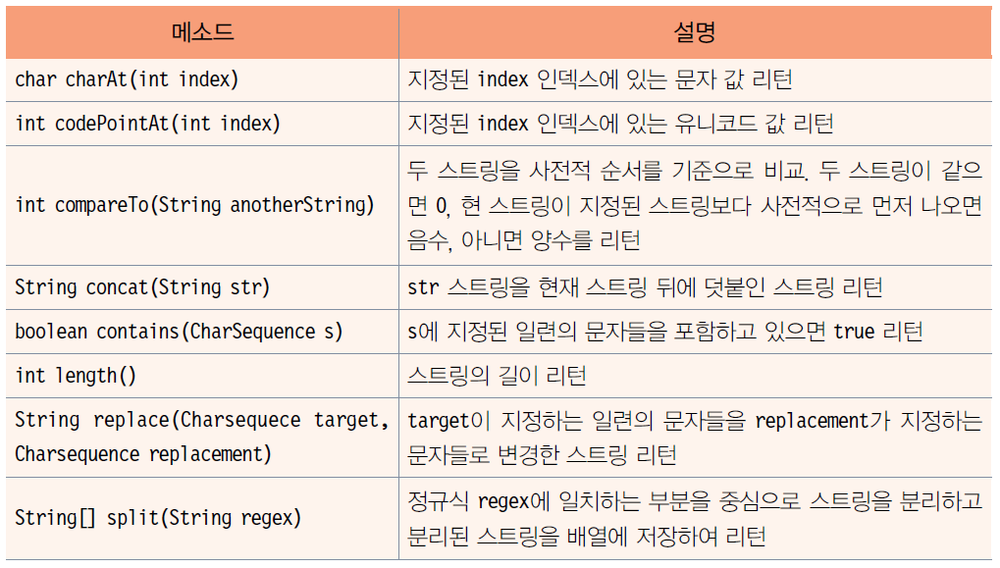 메소드 설명
char charAt(int index) 지정된 index 인덱스에 있는 문자 값 리턴
int codePointAt(int index) 지정된 index 인덱스에 있는 유니코드 값 리턴
int compareTo(String anotherString) 두 스트링을 사전적 순서를 기준으로 비교. 두 스트링이 같으
면 0, 현 스트링이 지정된 스트링보다 사전적으로 먼저 나오면
음수, 아니면 양수를 리턴
String concat(String str) str 스트링을 현재 스트링 뒤에 덧붙인 스트링 리턴
boolean contains(CharSequence s) s에 지정된 일련의 문자들을 포함하고 있으면 true 리턴
int length() 스트링의 길이 리턴
String replace(Charsequece target, target이 지정하는 일련의 문자들을 replacement가 지정하는
Charsequence replacement) 문자들로 변경한 스트링 리턴
String[] split(String regex) 정규식 regex에 일치하는 부분을 중심으로 스트링을 분리하고
분리된 스트링을 배열에 저장하여 리턴